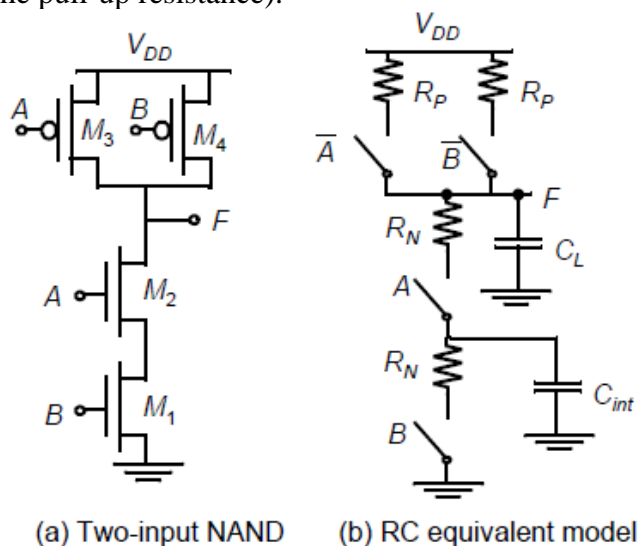 ne pull-up resistance).
V_DD
A
M_3
B
M_4
F
A
M_2
B
M_1
(a) Two-input NAND
V_DD
R_P
R_P
A̅
B̅
F
R_N
C_L
A
R_N
C_int
B
(b) RC equivalent model